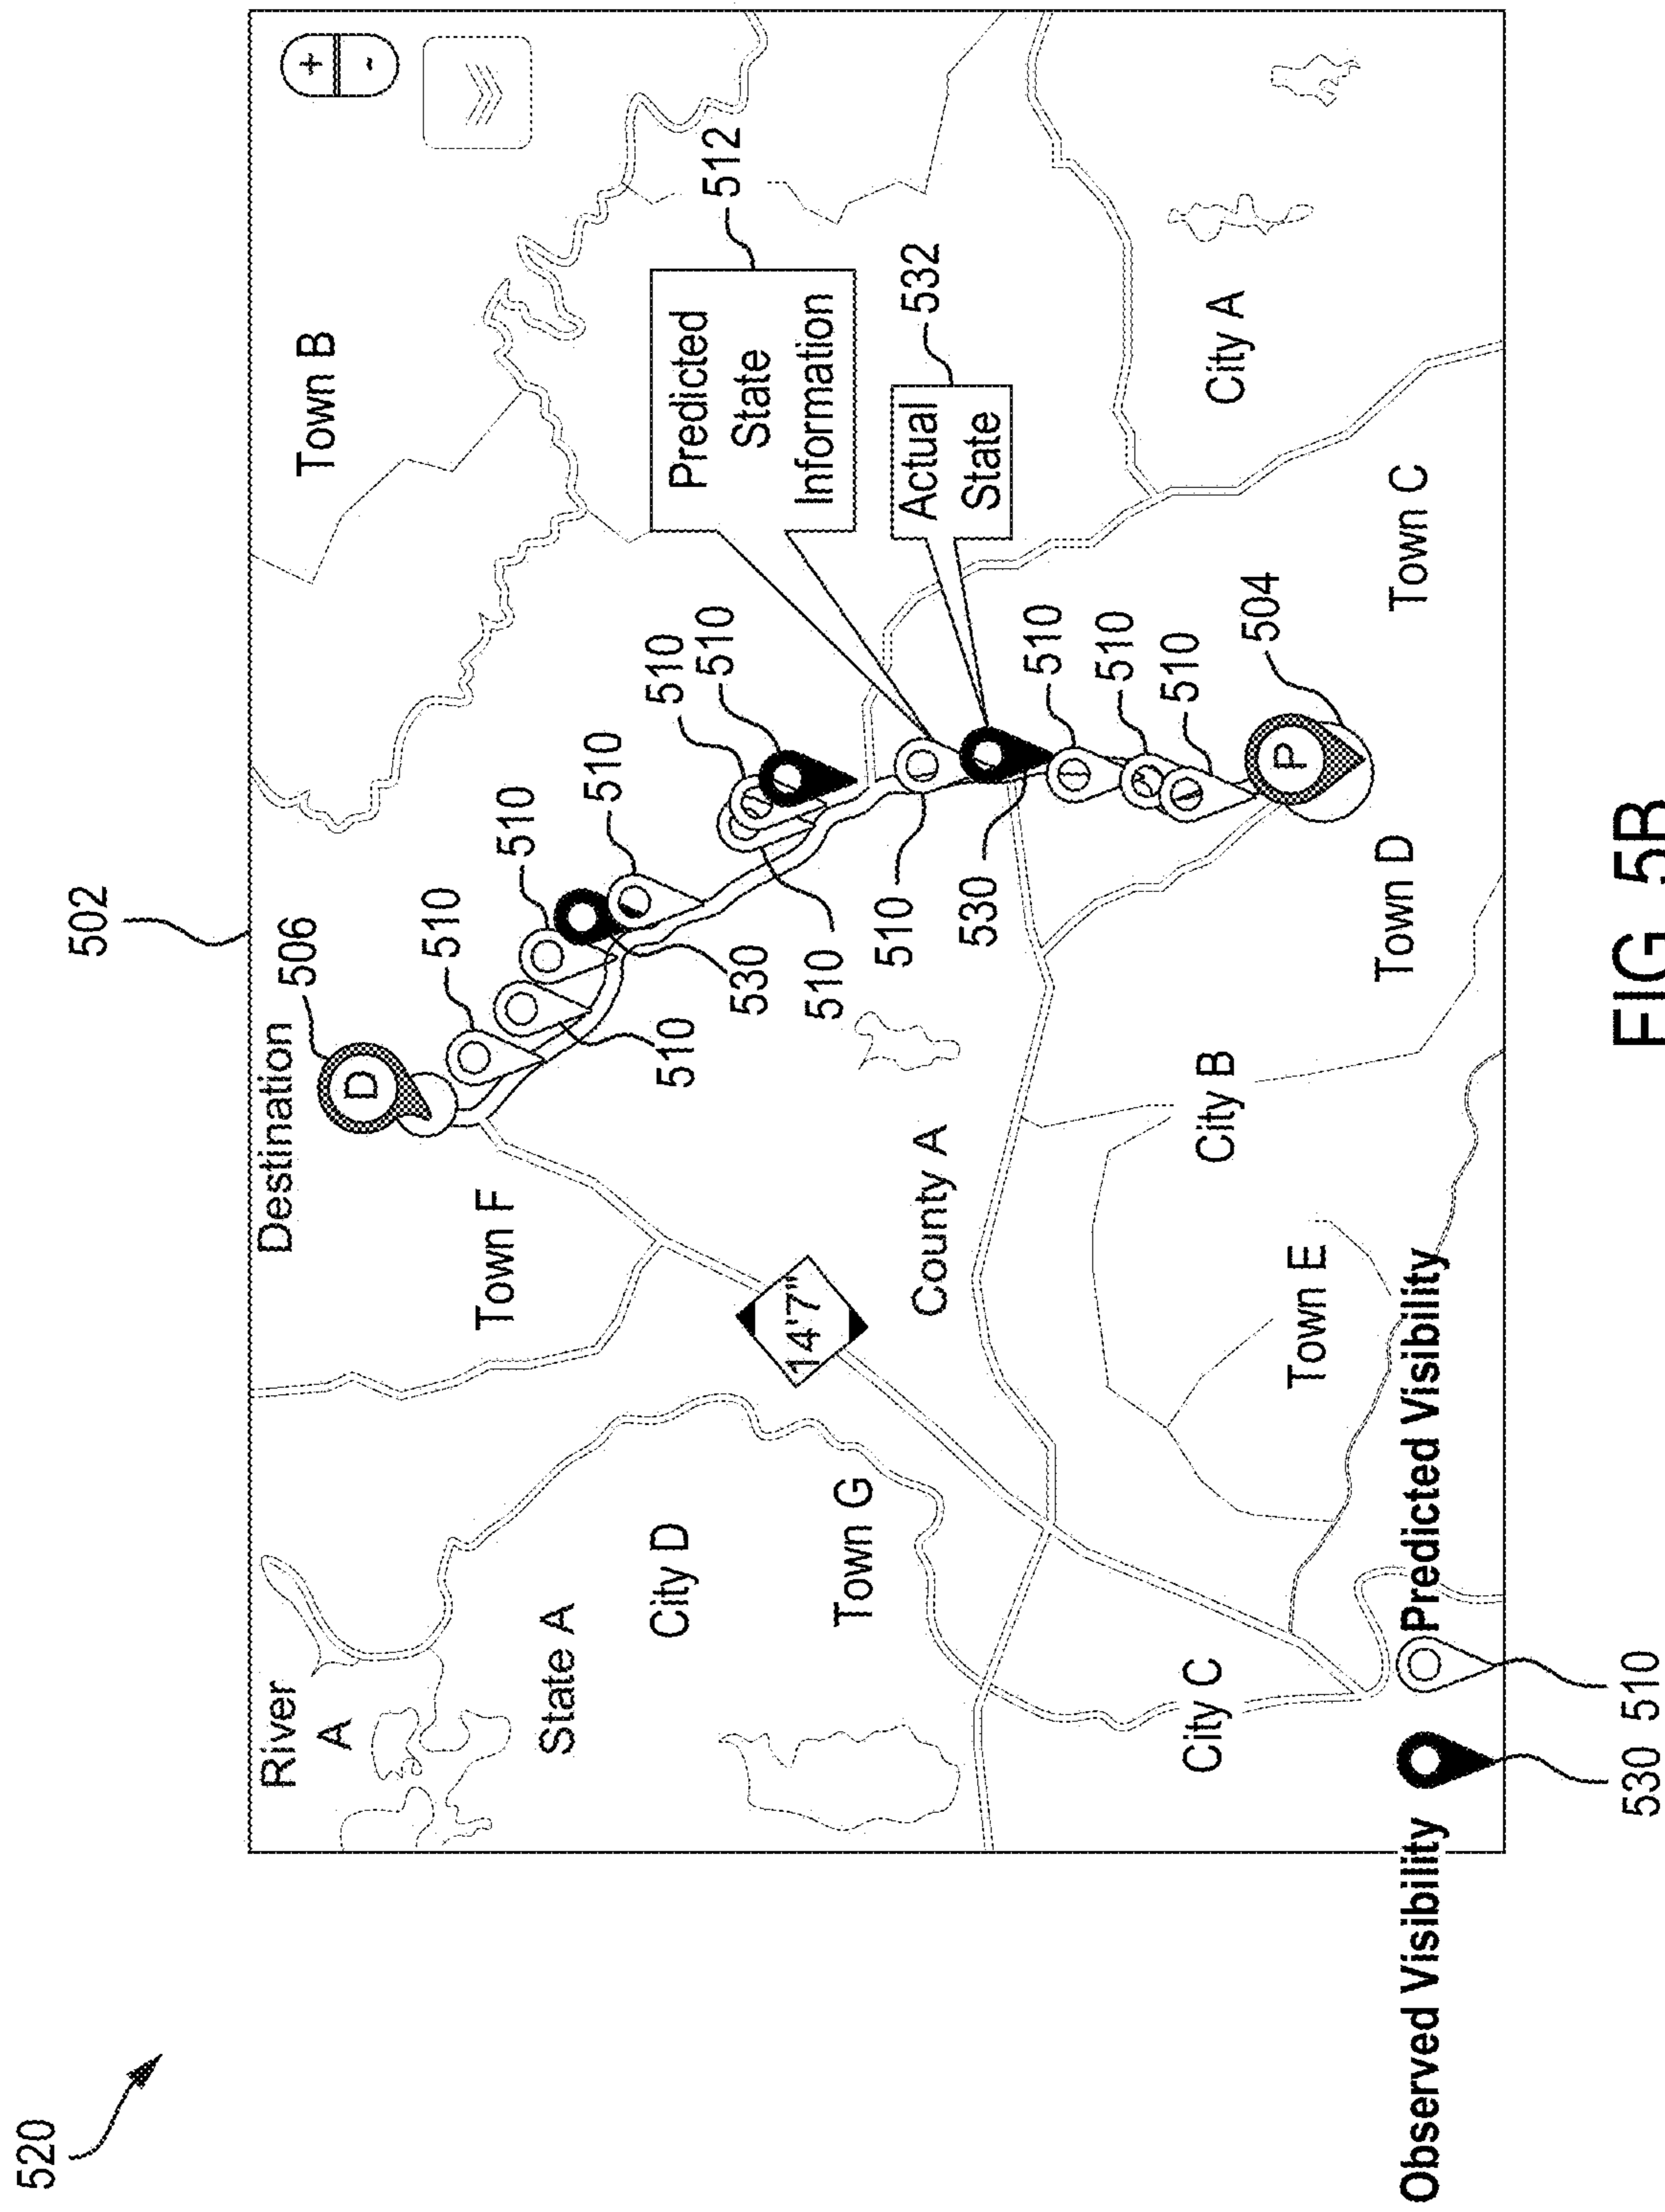 520
502
River
A
Destination
506
Town B
+
-
D
State A
Town F
510
510
510
510
City D
530
510
510
510
Predicted
State
Information
512
Town G
14'7"
County A
510
530
Actual
State
532
510
510
510
P
504
City C
City B
City A
Town E
Town D
Town C
Observed Visibility
Predicted Visibility
530
510
FIG. 5B